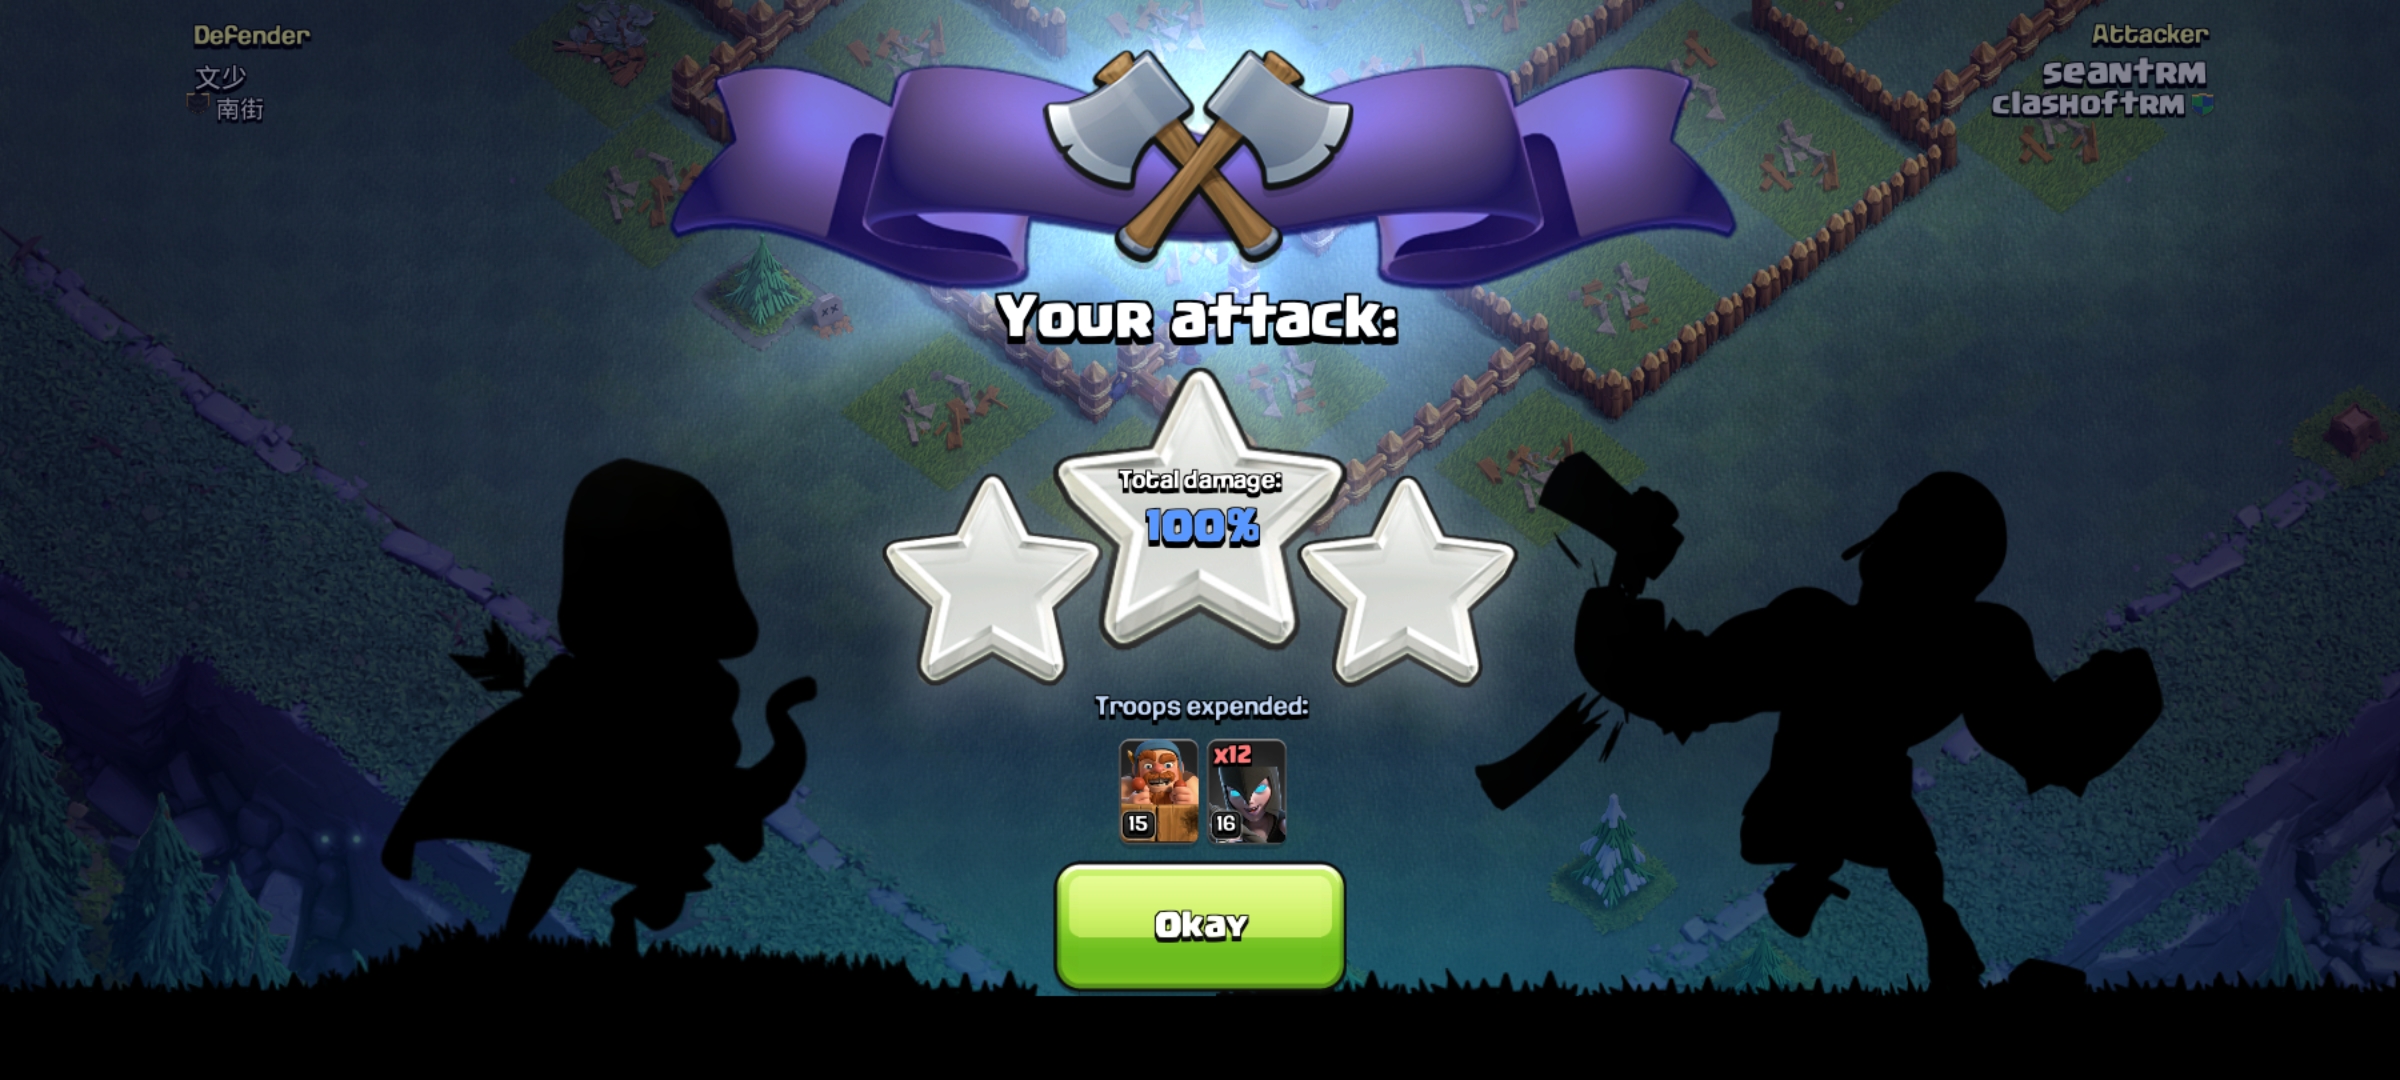 Defender
文少
南街
Attacker
seantRM
clashoftRM
Your attack:
Total damage:
100%
Troops expended:
x12
15
16
Okay